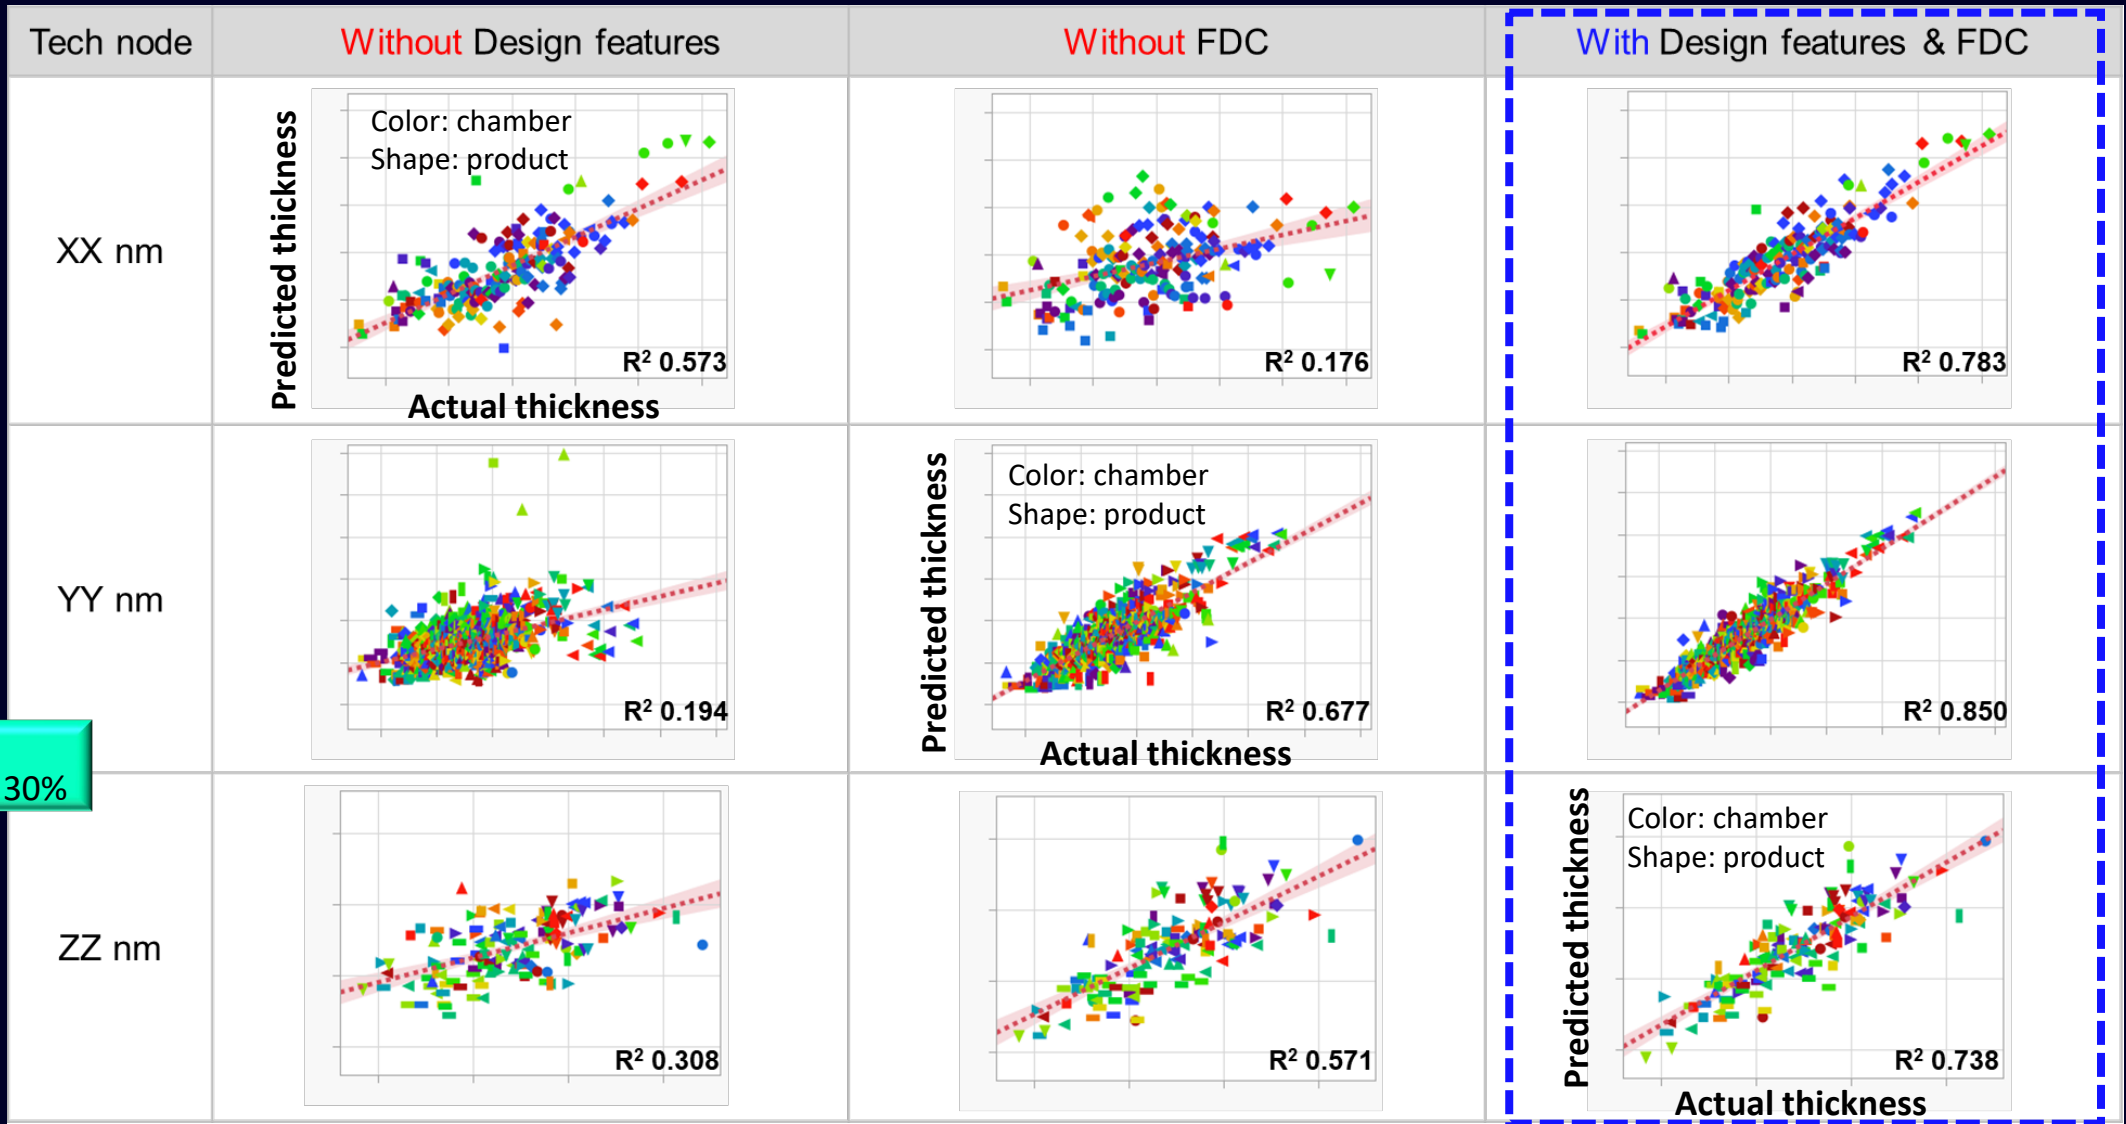 Tech node
Without Design features
Without FDC
With Design features & FDC
XX nm
Predicted thickness
Color: chamber
Shape: product
R² 0.573
Actual thickness
R² 0.176
R² 0.783
YY nm
R² 0.194
Predicted thickness
Color: chamber
Shape: product
R² 0.677
Actual thickness
R² 0.850
30%
ZZ nm
R² 0.308
R² 0.571
Predicted thickness
Color: chamber
Shape: product
R² 0.738
Actual thickness